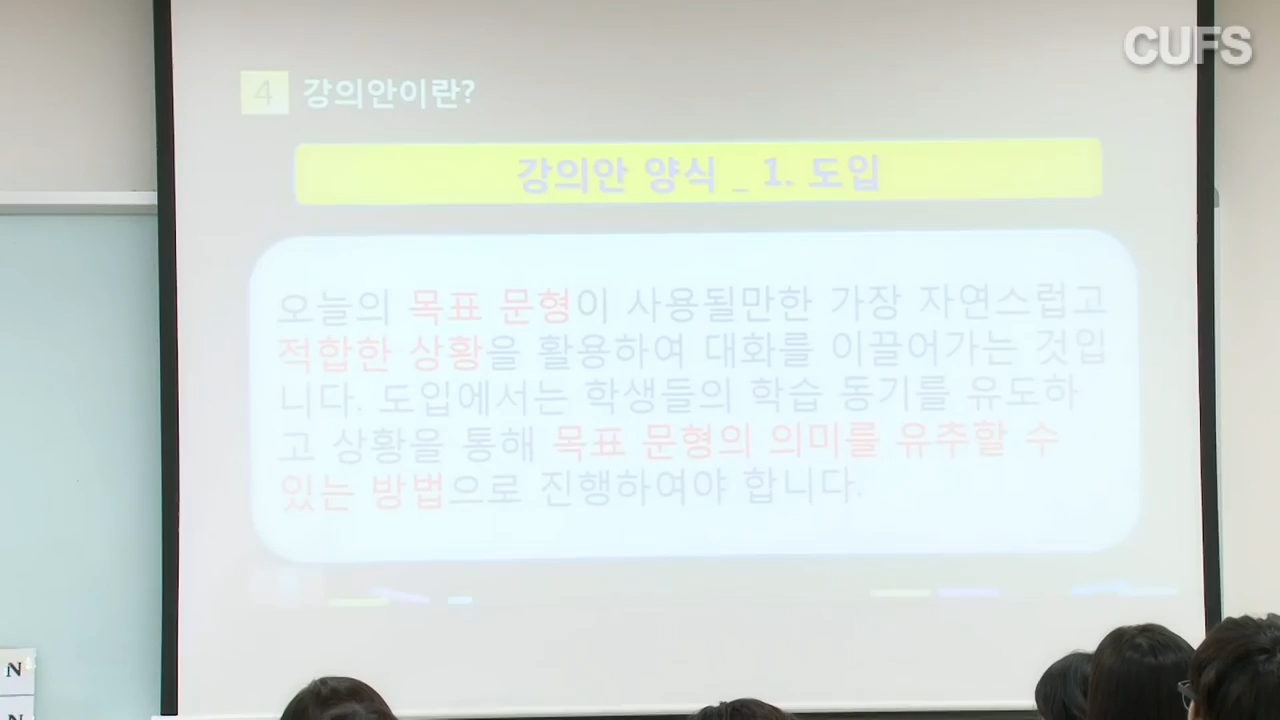 CUFS
4 강의안이란?
강의안 양식 _ 1. 도입
오늘의 목표 문형이 사용될만한 가장 자연스럽고
적합한 상황을 활용하여 대화를 이끌어가는 것입
니다. 도입에서는 학생들의 학습 동기를 유도하
고 상황을 통해 목표 문형의 의미를 유추할 수
있는 방법으로 진행하여야 합니다.
N
N